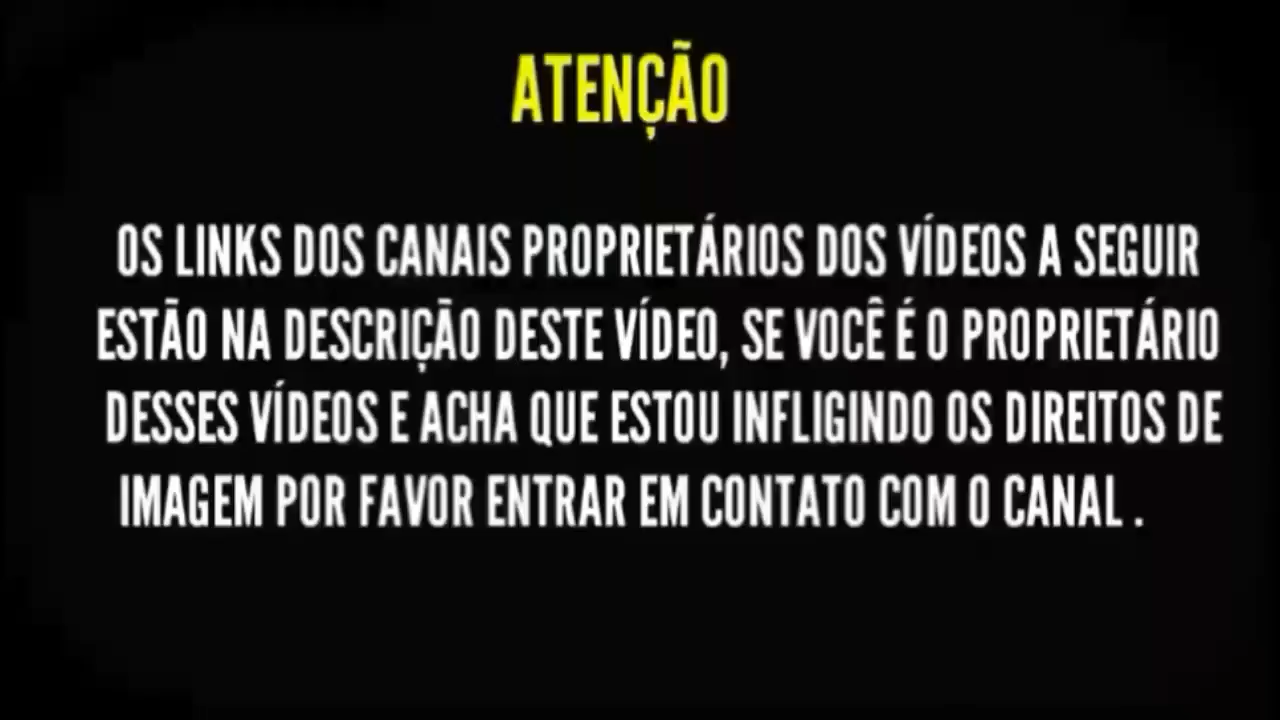 ATENÇÃO
OS LINKS DOS CANAIS PROPRIETÁRIOS DOS VÍDEOS A SEGUIR
ESTÃO NA DESCRIÇÃO DESTE VÍDEO, SE VOCÊ É O PROPRIETÁRIO
DESSES VÍDEOS E ACHA QUE ESTOU INFLIGINDO OS DIREITOS DE
IMAGEM POR FAVOR ENTRAR EM CONTATO COM O CANAL .